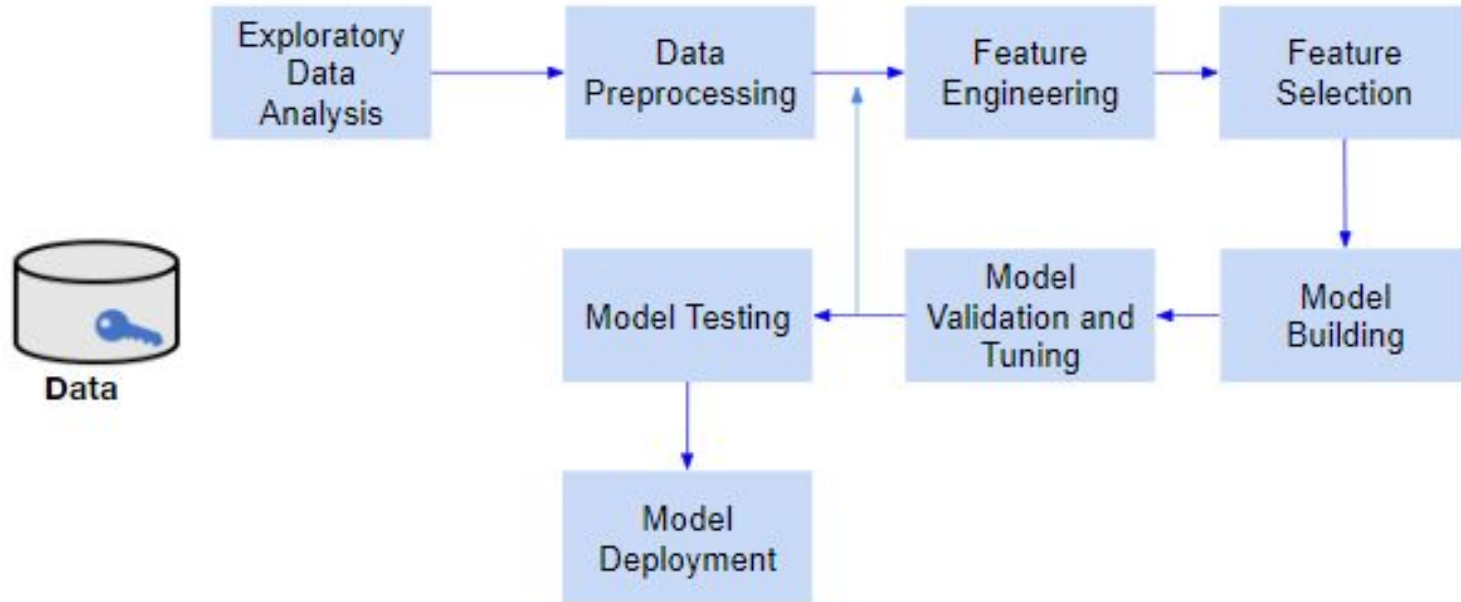 Exploratory
Data
Analysis
Data
Preprocessing
Feature
Engineering
Feature
Selection
Data
Model Testing
Model
Validation and
Tuning
Model
Building
Model
Deployment